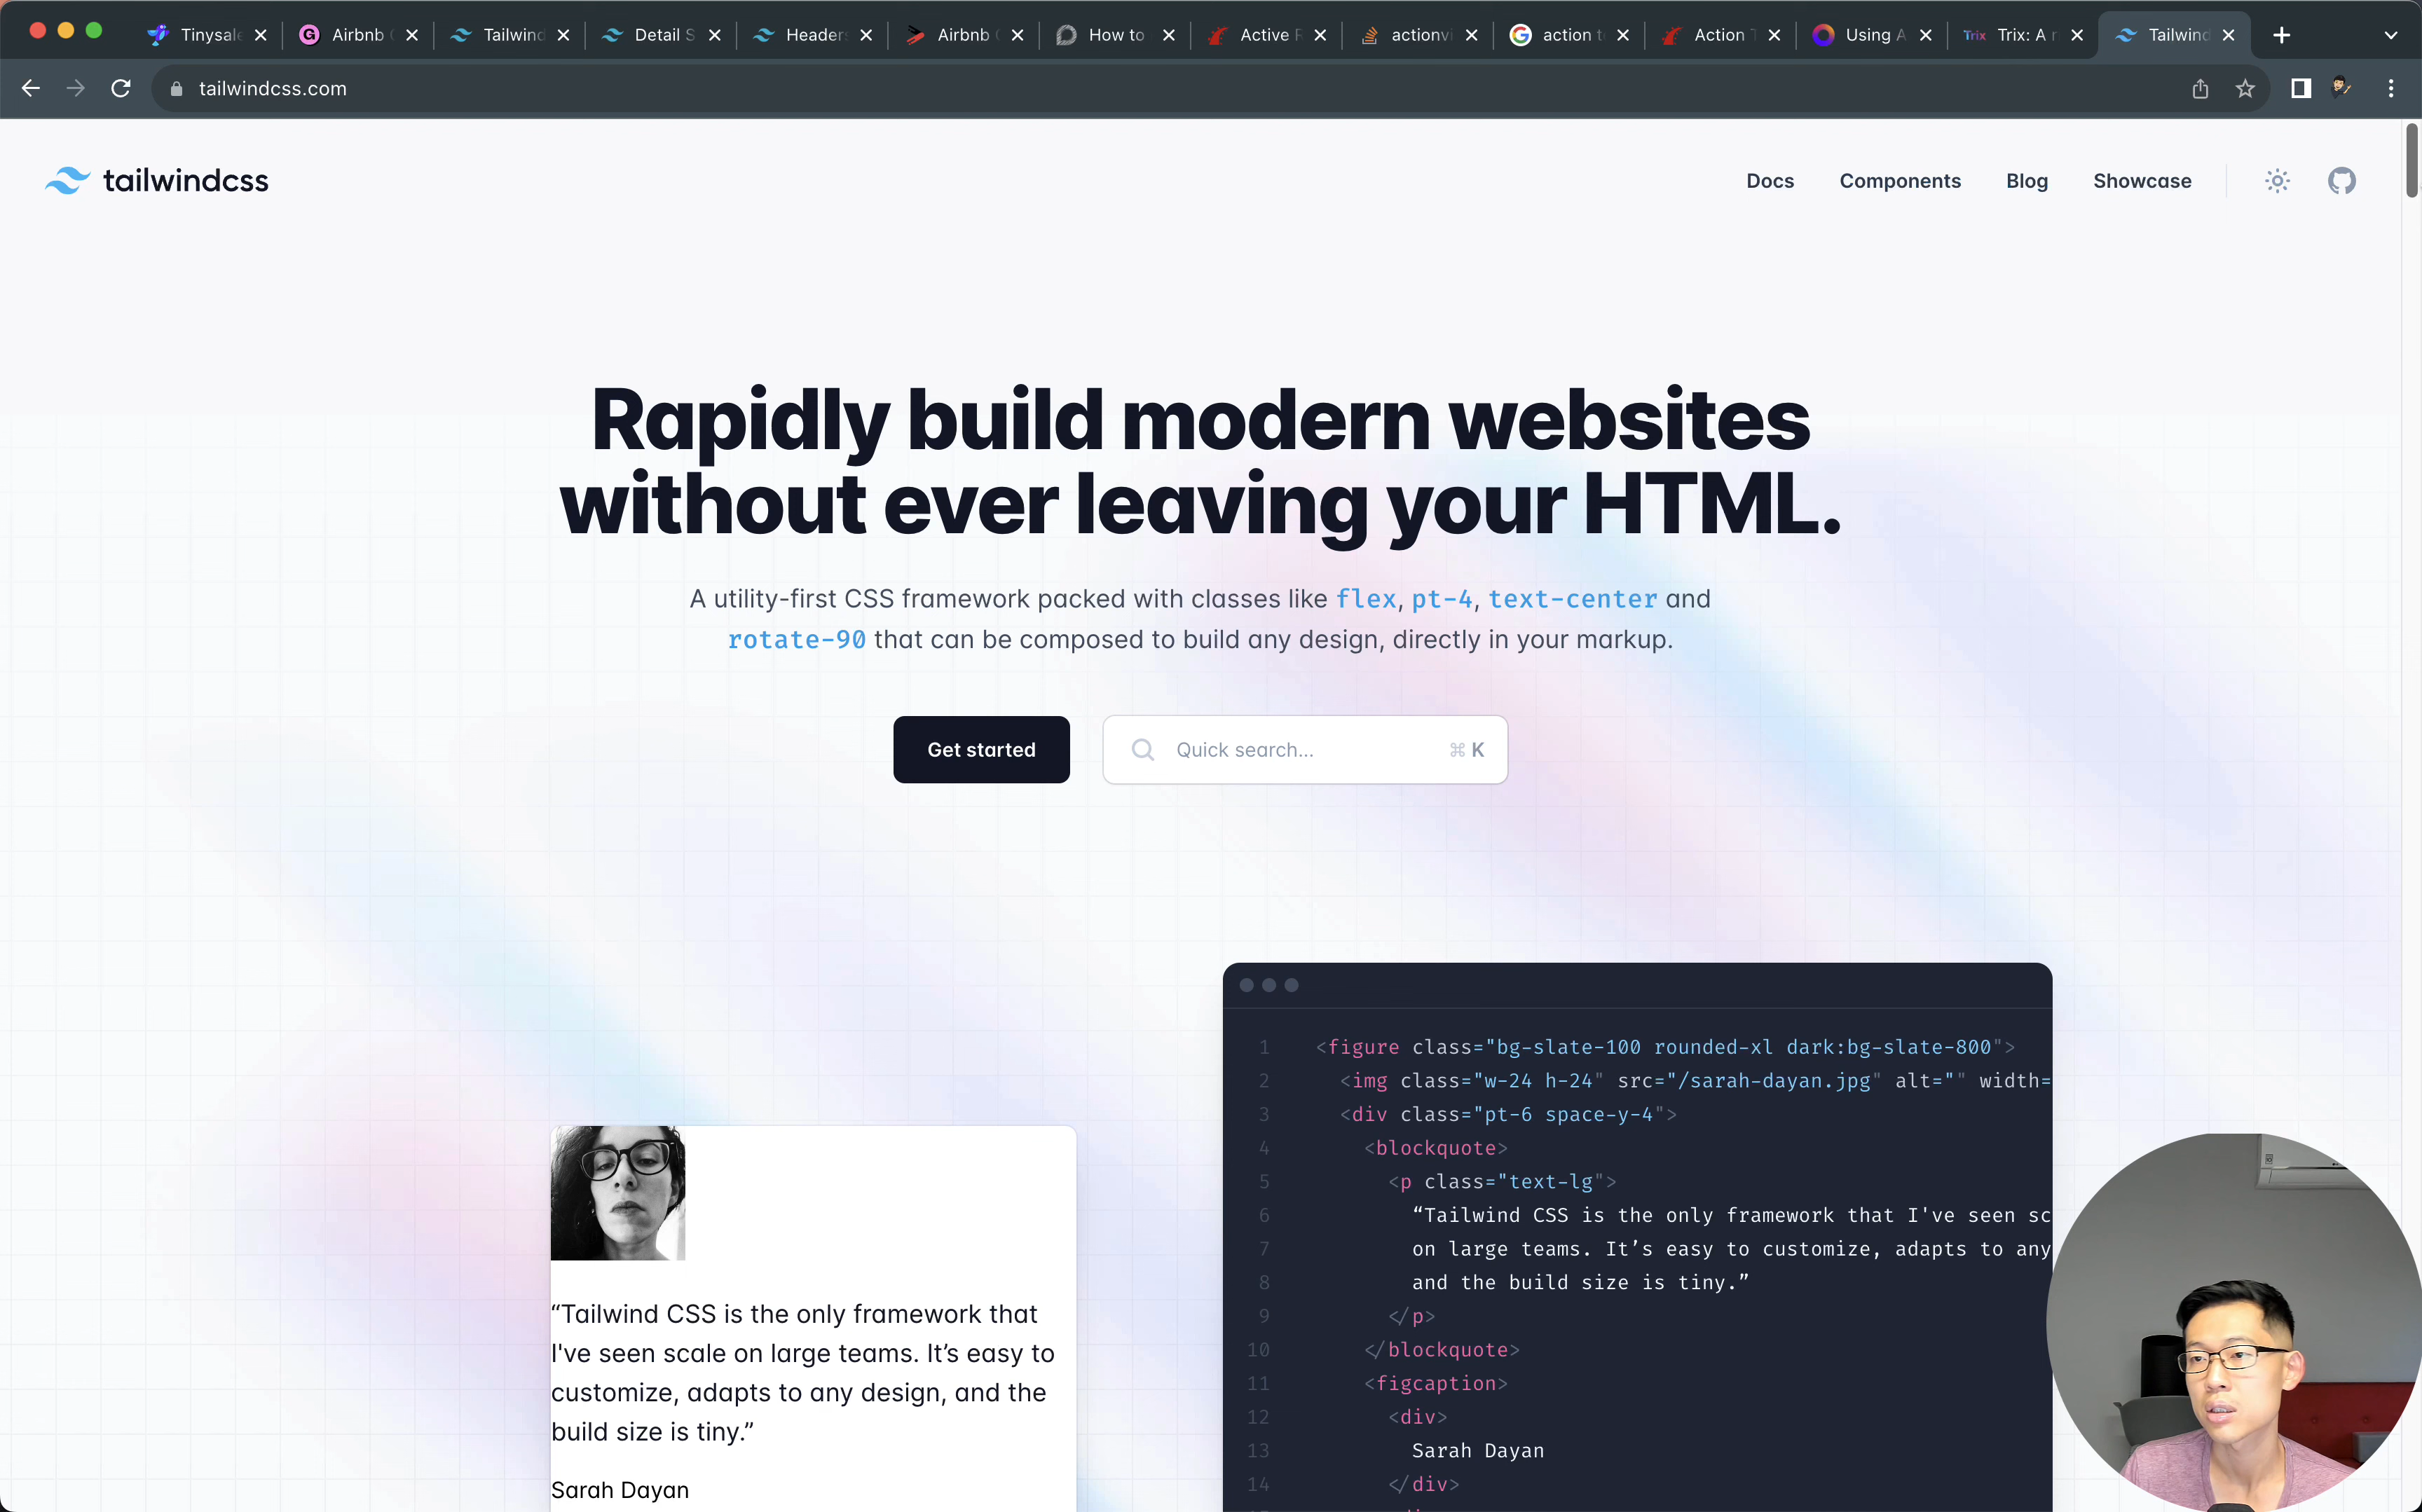 Tinysale
Airbnb
Tailwind
Detail S
Headers
Airbnb
How to
Active R
actionvi
action t
Action T
Using A
Trix
Trix: A r
Tailwind
tailwindcss.com
tailwindcss
Docs
Components
Blog
Showcase
Rapidly build modern websites
without ever leaving your HTML.
A utility-first CSS framework packed with classes like flex, pt-4, text-center and
rotate-90 that can be composed to build any design, directly in your markup.
Get started
Quick search...
⌘ K
1 <figure class="bg-slate-100 rounded-xl dark:bg-slate-800">
2 <img class="w-24 h-24" src="/sarah-dayan.jpg" alt="" width=
3 <div class="pt-6 space-y-4">
4 <blockquote>
5 <p class="text-lg">
6 “Tailwind CSS is the only framework that I've seen sc
7 on large teams. It’s easy to customize, adapts to any
8 and the build size is tiny.”
9 </p>
10 </blockquote>
11 <figcaption>
12 <div>
13 Sarah Dayan
14 </div>
“Tailwind CSS is the only framework that
I've seen scale on large teams. It’s easy to
customize, adapts to any design, and the
build size is tiny.”
Sarah Dayan